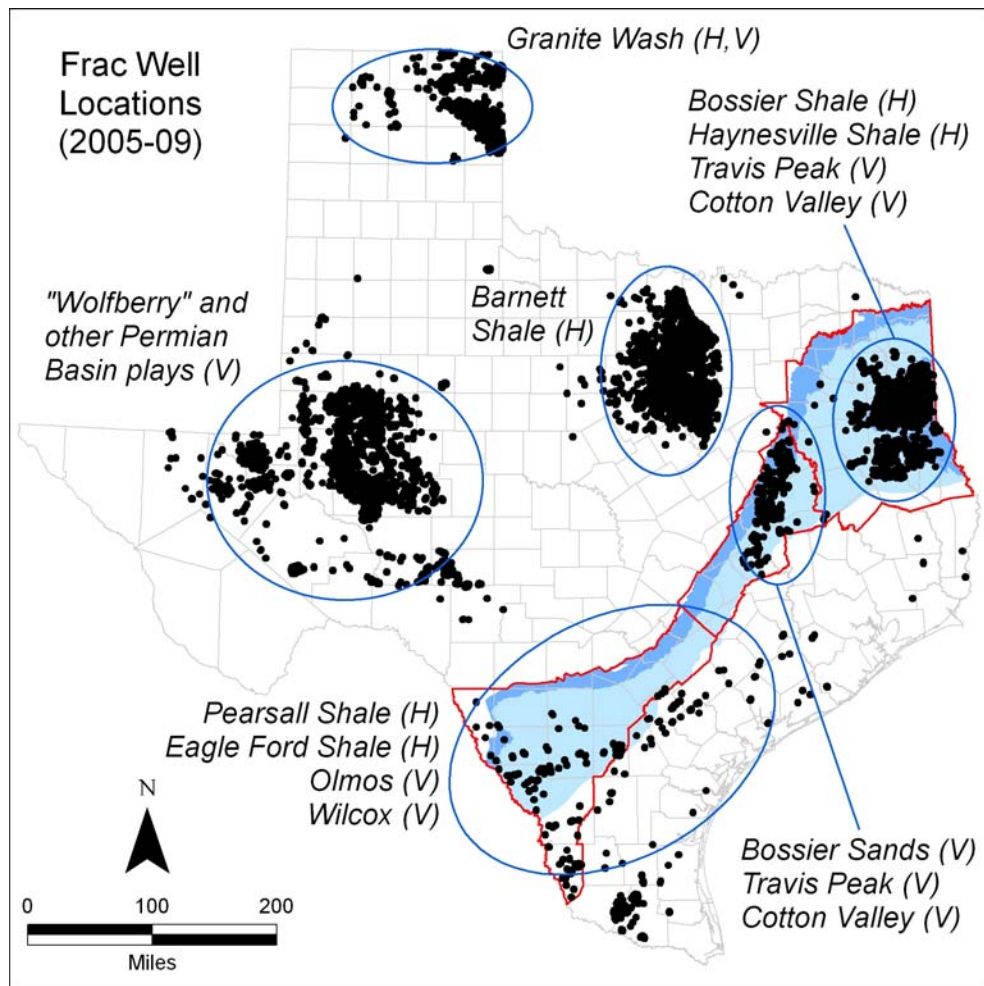 Frac Well
Locations
(2005-09)
Granite Wash (H,V)
Bossier Shale (H)
Haynesville Shale (H)
Travis Peak (V)
Cotton Valley (V)
"Wolfberry" and
other Permian
Basin plays (V)
Barnett
Shale (H)
Pearsall Shale (H)
Eagle Ford Shale (H)
Olmos (V)
Wilcox (V)
Bossier Sands (V)
Travis Peak (V)
Cotton Valley (V)
N
0 100 200
Miles